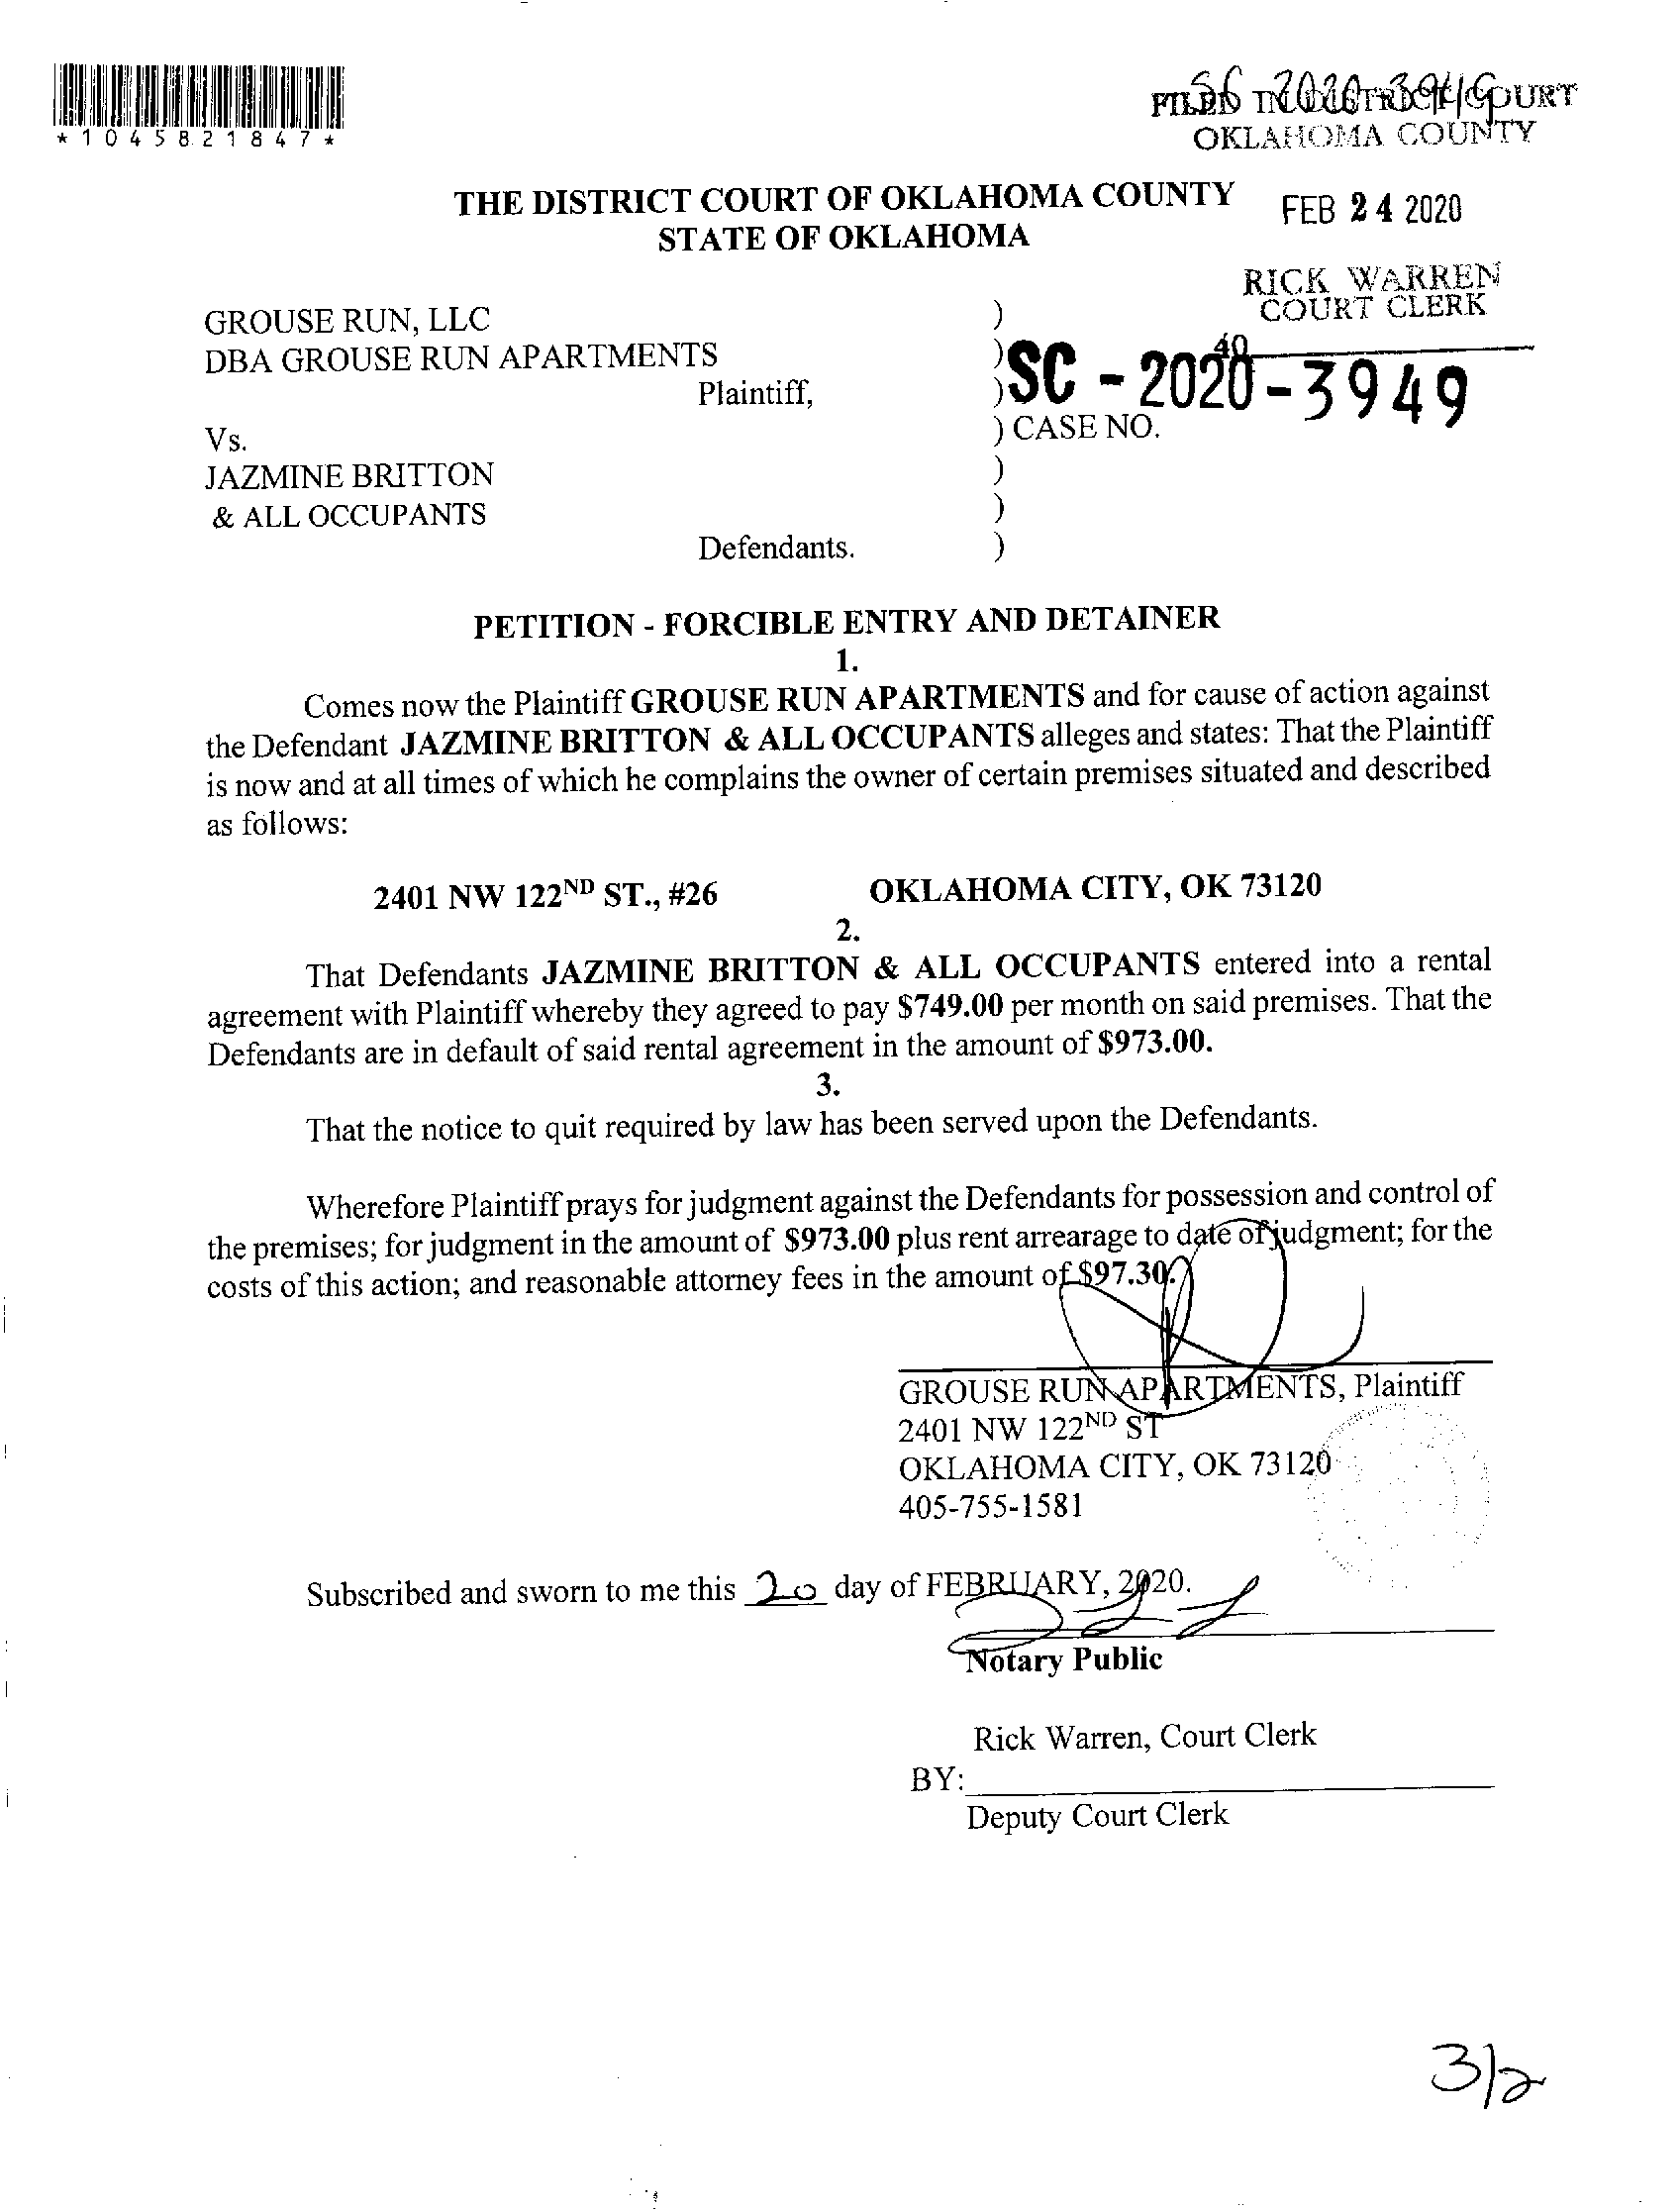 *1045821847*
FILED IN DISTRICT COURT
OKLAHOMA COUNTY
THE DISTRICT COURT OF OKLAHOMA COUNTY
STATE OF OKLAHOMA
FEB 24 2020
RICK WARREN
COURT CLERK
40
GROUSE RUN, LLC )
DBA GROUSE RUN APARTMENTS )
Plaintiff, )
SC - 2020 - 3949
Vs. ) CASE NO.
JAZMINE BRITTON )
& ALL OCCUPANTS )
Defendants. )
PETITION - FORCIBLE ENTRY AND DETAINER
1.
Comes now the Plaintiff GROUSE RUN APARTMENTS and for cause of action against
the Defendant JAZMINE BRITTON & ALL OCCUPANTS alleges and states: That the Plaintiff
is now and at all times of which he complains the owner of certain premises situated and described
as follows:
2401 NW 122ND ST., #26 OKLAHOMA CITY, OK 73120
2.
That Defendants JAZMINE BRITTON & ALL OCCUPANTS entered into a rental
agreement with Plaintiff whereby they agreed to pay $749.00 per month on said premises. That the
Defendants are in default of said rental agreement in the amount of $973.00.
3.
That the notice to quit required by law has been served upon the Defendants.
Wherefore Plaintiff prays for judgment against the Defendants for possession and control of
the premises; for judgment in the amount of $973.00 plus rent arrearage to date of judgment; for the
costs of this action; and reasonable attorney fees in the amount of $97.30.
GROUSE RUN APARTMENTS, Plaintiff
2401 NW 122ND ST
OKLAHOMA CITY, OK 73120
405-755-1581
Subscribed and sworn to me this 20 day of FEBRUARY, 2020.
Notary Public
Rick Warren, Court Clerk
BY:
Deputy Court Clerk
3/2